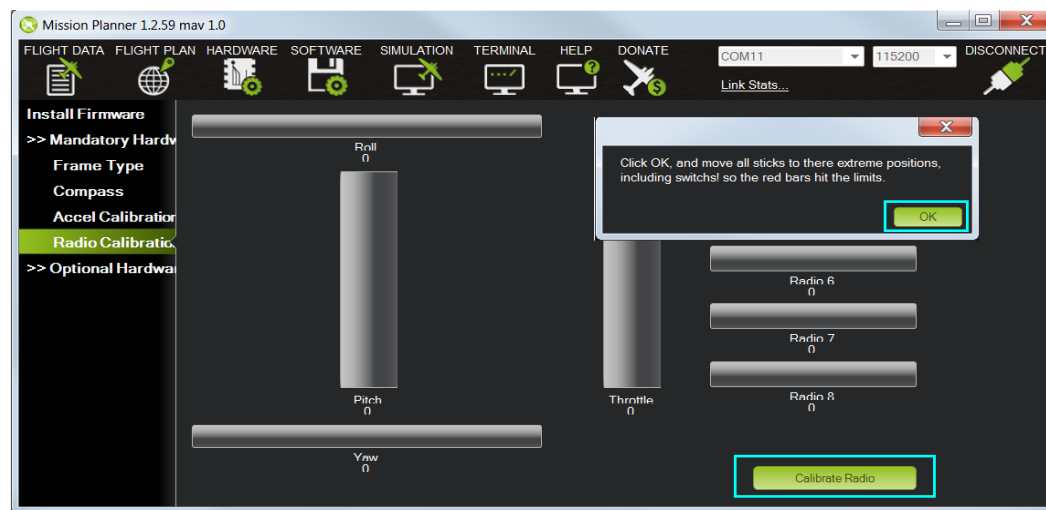 Mission Planner 1.2.59 mav 1.0
FLIGHT DATA FLIGHT PLAN HARDWARE SOFTWARE SIMULATION TERMINAL HELP DONATE COM11 115200 DISCONNECT
Link Stats...
Install Firmware
>> Mandatory Hardw
Frame Type
Compass
Accel Calibration
Radio Calibratio
>> Optional Hardwa
Roll
0
Pitch
0
Yaw
0
Throttle
0
Click OK, and move all sticks to there extreme positions,
including switchs! so the red bars hit the limits.
OK
Radio 6
0
Radio 7
0
Radio 8
0
Calibrate Radio